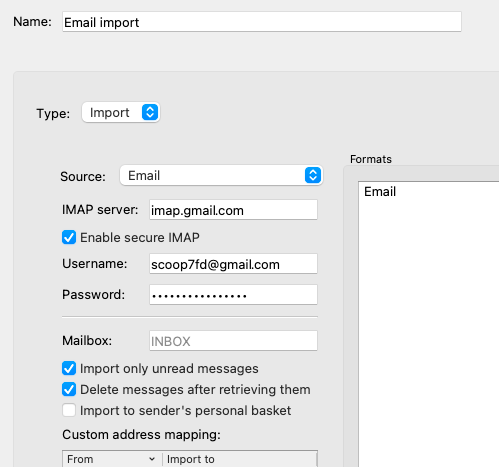 Name: Email import
Type: Import
Formats
Source: Email
Email
IMAP server: imap.gmail.com
Enable secure IMAP
Username: scoop7fd@gmail.com
Password: ••••••••••••••••
Mailbox: INBOX
Import only unread messages
Delete messages after retrieving them
Import to sender's personal basket
Custom address mapping:
From Import to